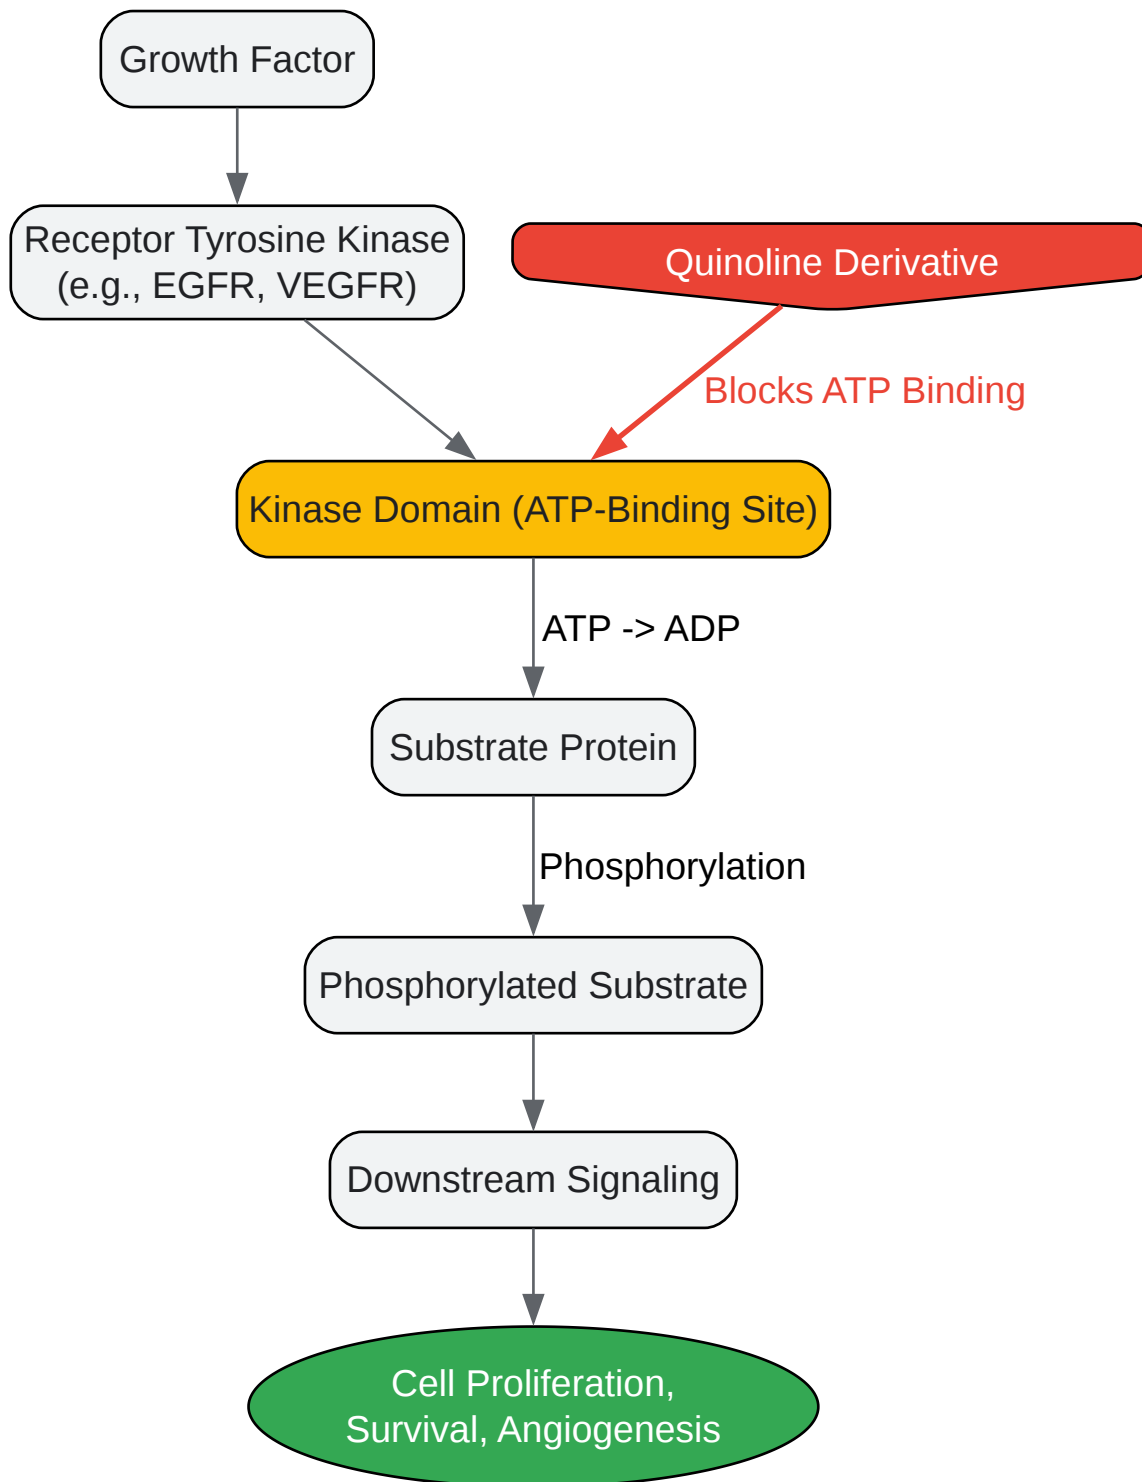 Growth Factor
Receptor Tyrosine Kinase
(e.g., EGFR, VEGFR)
Quinoline Derivative
Blocks ATP Binding
Kinase Domain (ATP-Binding Site)
ATP -> ADP
Substrate Protein
Phosphorylation
Phosphorylated Substrate
Downstream Signaling
Cell Proliferation,
Survival, Angiogenesis